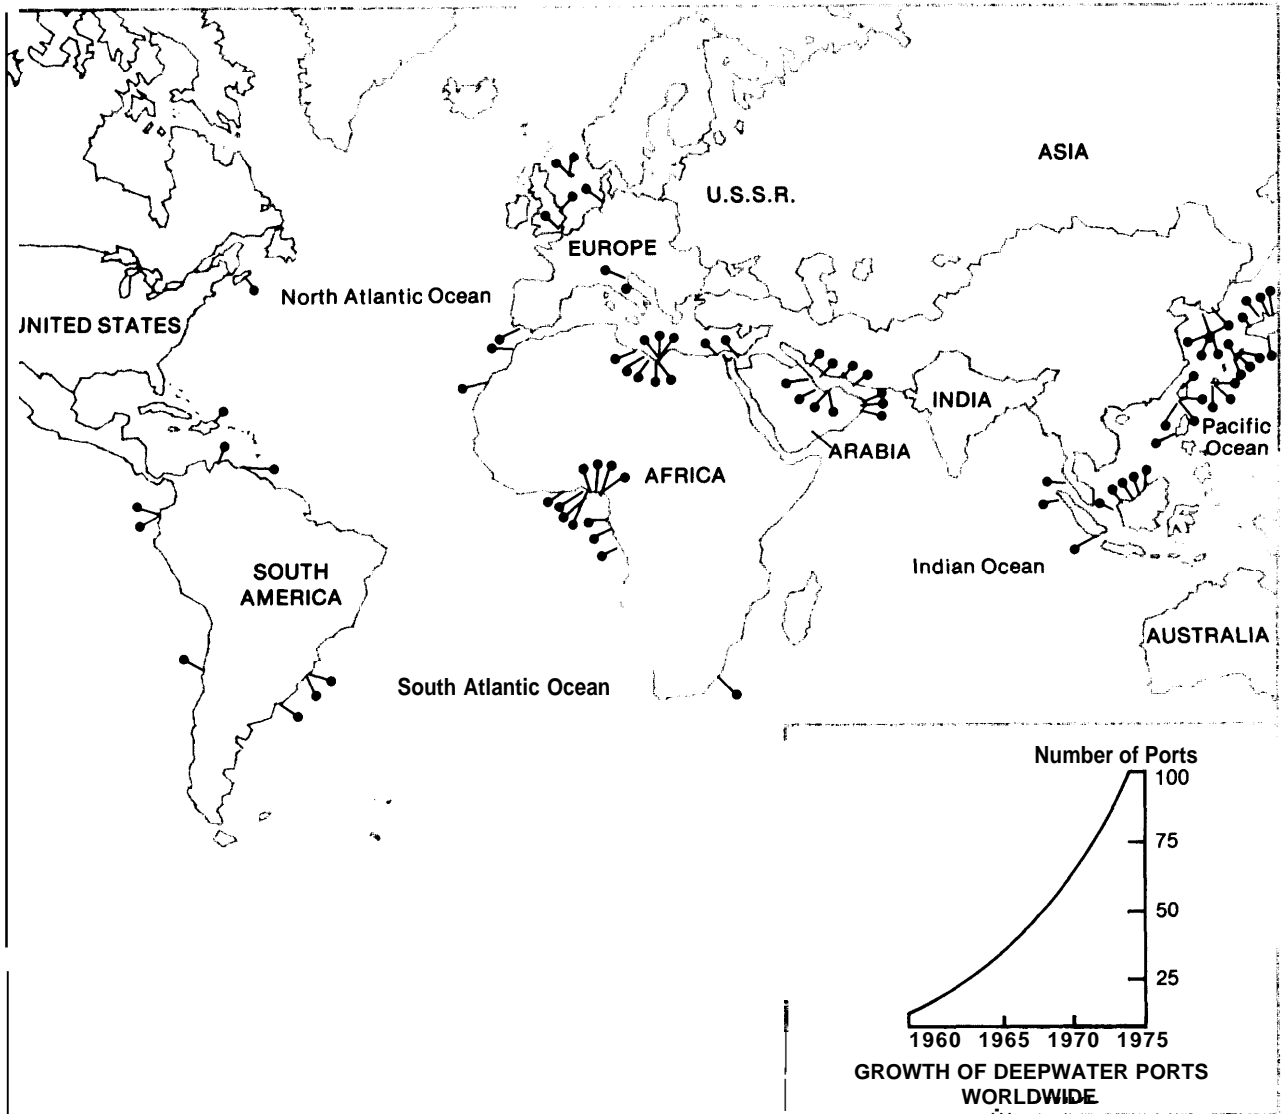 ASIA
U.S.S.R.
EUROPE
North Atlantic Ocean
UNITED STATES
INDIA
Pacific
Ocean
ARABIA
AFRICA
Indian Ocean
SOUTH
AMERICA
AUSTRALIA
South Atlantic Ocean
Number of Ports
100
75
50
25
1960 1965 1970 1975
GROWTH OF DEEPWATER PORTS
WORLDWIDE